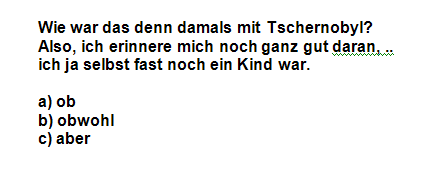 Wie war das denn damals mit Tschernobyl?
Also, ich erinnere mich noch ganz gut daran, ..
ich ja selbst fast noch ein Kind war.
a) ob
b) obwohl
c) aber